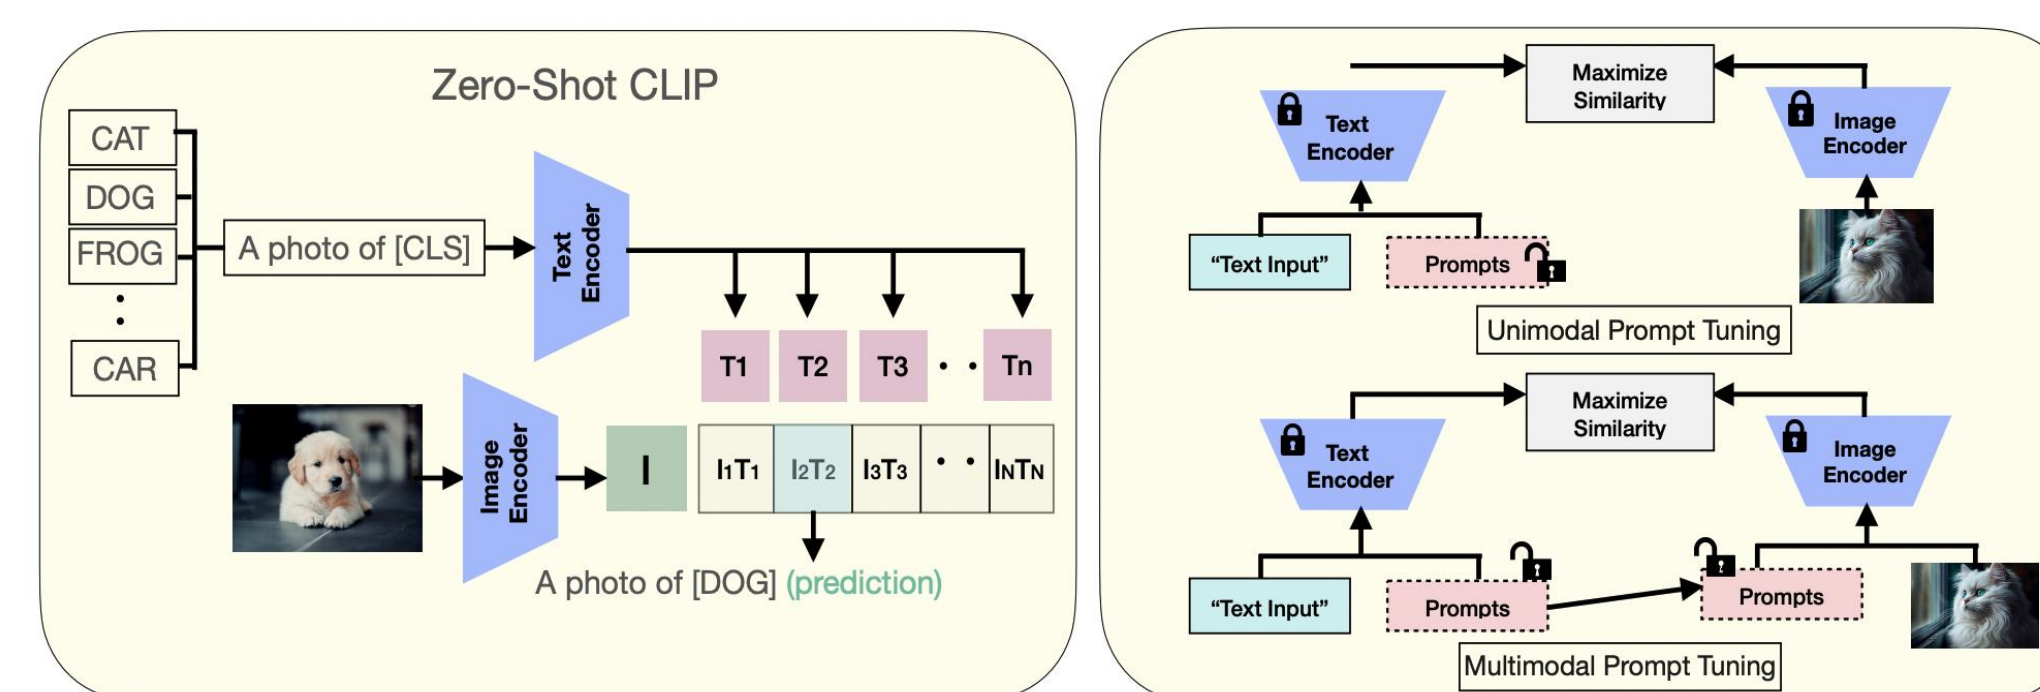 Zero-Shot CLIP
CAT
DOG
FROG
CAR
A photo of [CLS]
Text
Encoder
T1 T2 T3 Tn
Image
Encoder
I
I1T1 I2T2 I3T3 INTN
A photo of [DOG] (prediction)
Maximize
Similarity
Text
Encoder
Image
Encoder
“Text Input”
Prompts
Unimodal Prompt Tuning
Maximize
Similarity
Text
Encoder
Image
Encoder
“Text Input”
Prompts
Prompts
Multimodal Prompt Tuning